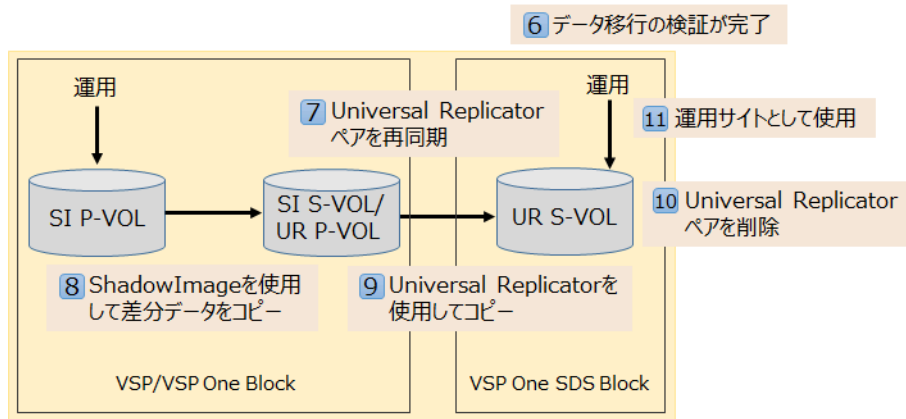 6 データ移行の検証が完了
運用
運用
7 Universal Replicator
ペアを再同期
11 運用サイトとして使用
SI P-VOL
SI S-VOL/
UR P-VOL
UR S-VOL
10 Universal Replicator
ペアを削除
8 ShadowImageを使用
して差分データをコピー
9 Universal Replicatorを
使用してコピー
VSP/VSP One Block
VSP One SDS Block